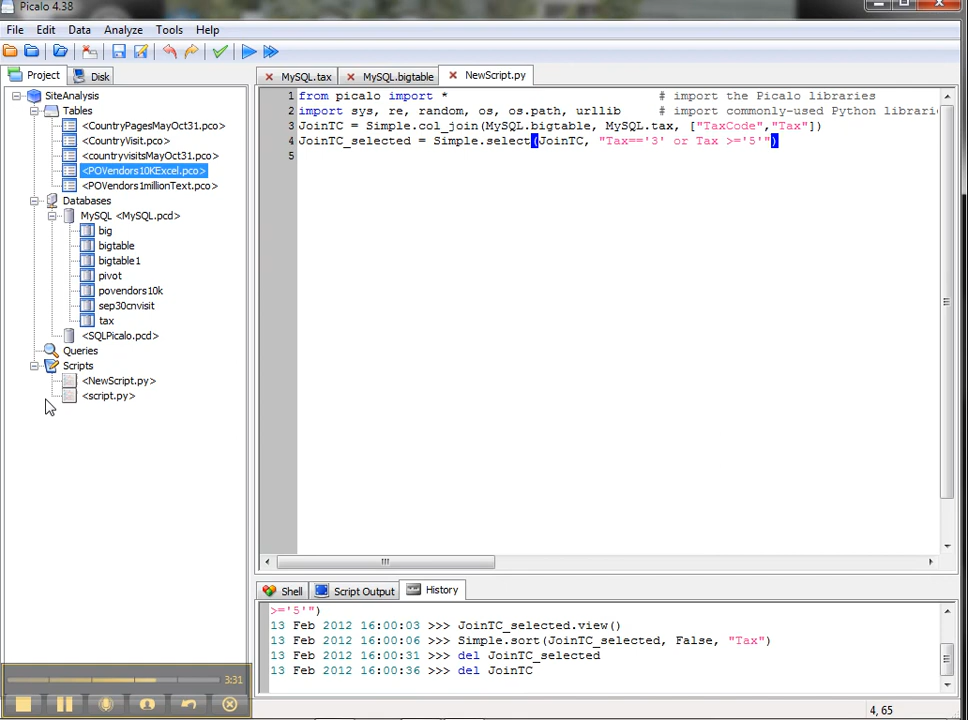 Picalo 4.38
File Edit Data Analyze Tools Help
Project Disk
MySQL.tax MySQL.bigtable NewScript.py
SiteAnalysis
Tables
<CountryPagesMayOct31.pco>
<CountryVisit.pco>
<countryvisitsMayOct31.pco>
<POVendors10KExcel.pco>
<POVendors1millionText.pco>
Databases
MySQL <MySQL.pcd>
big
bigtable
bigtable1
pivot
povendors10k
sep30cnvisit
tax
<SQLPicalo.pcd>
Queries
Scripts
<NewScript.py>
<script.py>
1 from picalo import * # import the Picalo libraries
2 import sys, re, random, os, os.path, urllib # import commonly-used Python librari
3 JoinTC = Simple.col_join(MySQL.bigtable, MySQL.tax, ["TaxCode","Tax"])
4 JoinTC_selected = Simple.select(JoinTC, "Tax=='3' or Tax >='5'")
5
Shell Script Output History
>='5'")
13 Feb 2012 16:00:03 >>> JoinTC_selected.view()
13 Feb 2012 16:00:06 >>> Simple.sort(JoinTC_selected, False, "Tax")
13 Feb 2012 16:00:31 >>> del JoinTC_selected
13 Feb 2012 16:00:36 >>> del JoinTC
3:31
4, 65